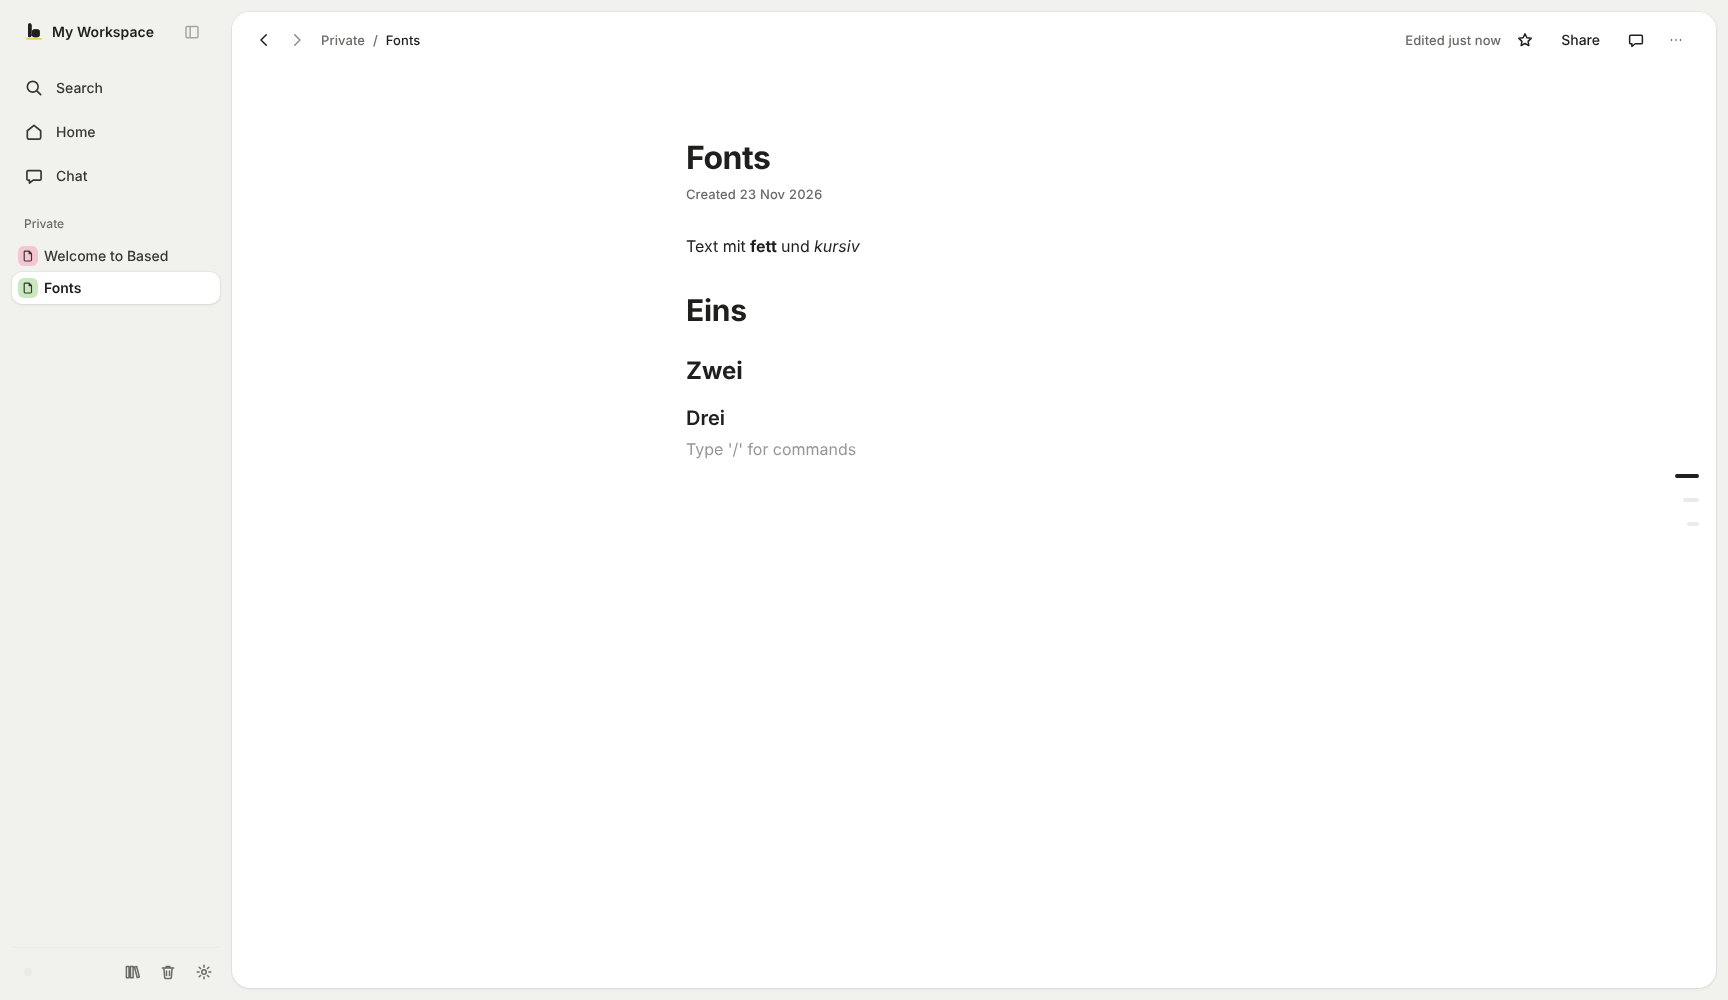 My Workspace
Search
Home
Chat
Private
Welcome to Based
Fonts
Private / Fonts
Edited just now
Share
Fonts
Created 23 Nov 2026
Text mit fett und kursiv
Eins
Zwei
Drei
Type '/' for commands